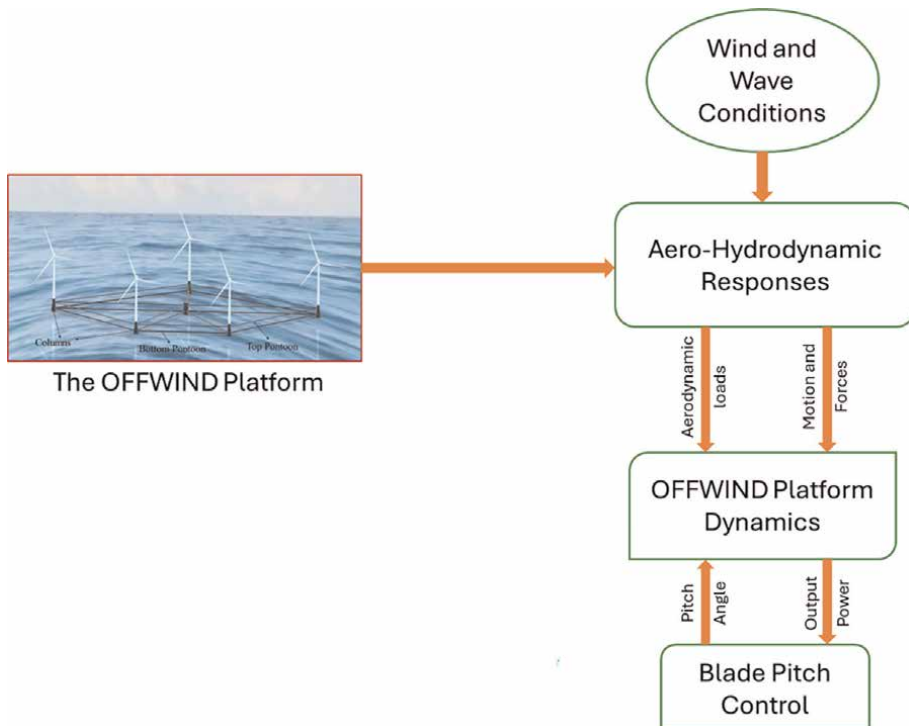 Wind and
Wave
Conditions
Aero-Hydrodynamic
Responses
Columns
Bottom Pontoon
Top Pontoon
The OFFWIND Platform
Aerodynamic
loads
Motion and
Forces
OFFWIND Platform
Dynamics
Pitch
Angle
Output
Power
Blade Pitch
Control